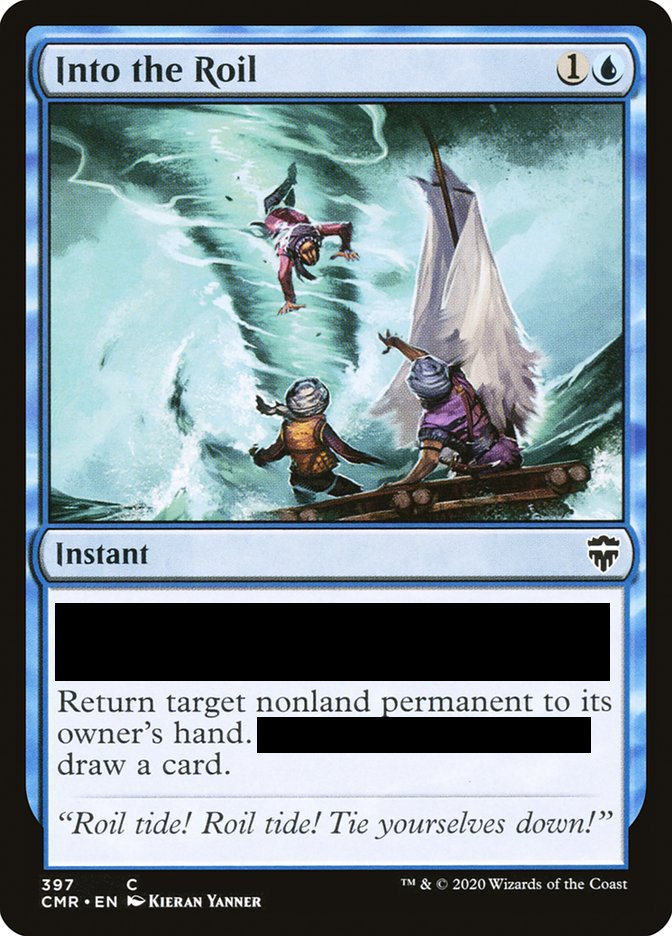 Into the Roil 1
Instant
Return target nonland permanent to its
owner's hand.
draw a card.
"Roil tide! Roil tide! Tie yourselves down!"
397 C
CMR • EN Kieran Yanner
™ & © 2020 Wizards of the Coast